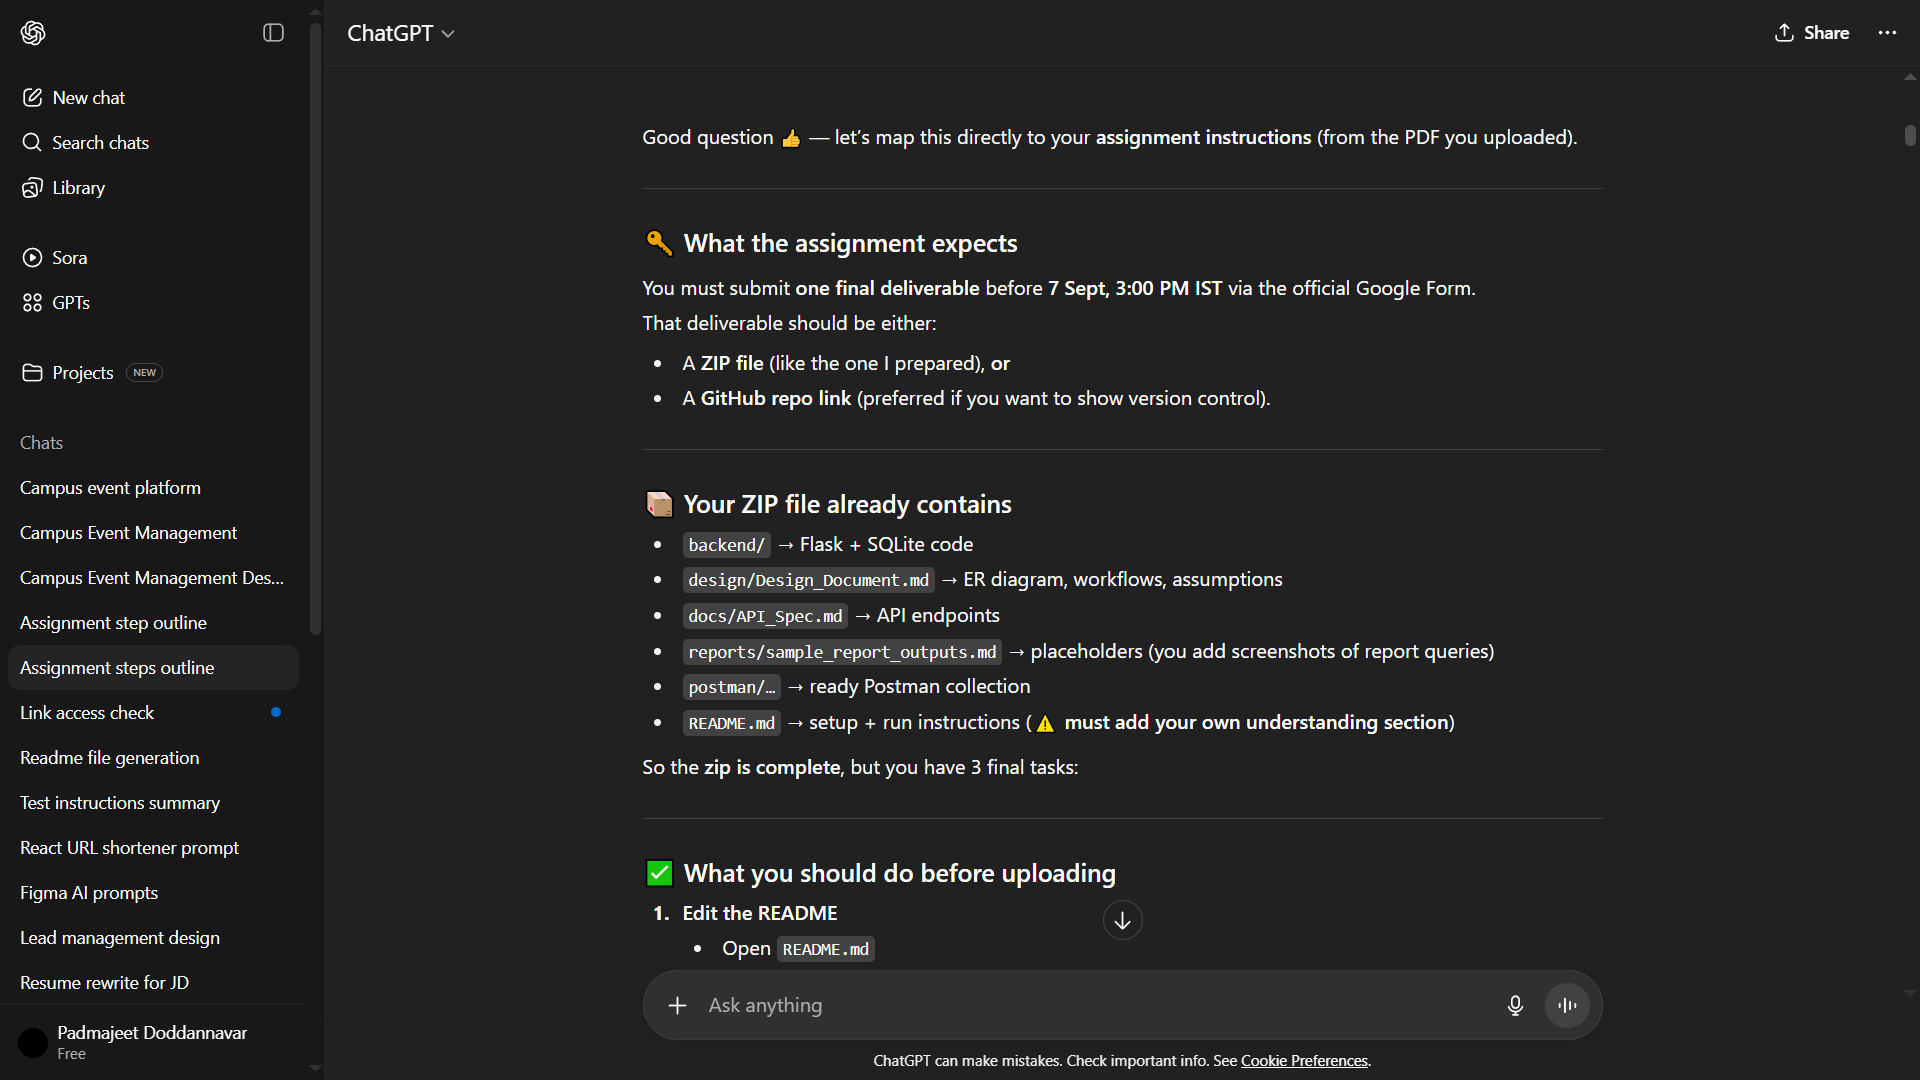 ChatGPT
Share
New chat
Search chats
Library
Sora
GPTs
Projects NEW
Chats
Campus event platform
Campus Event Management
Campus Event Management Des...
Assignment step outline
Assignment steps outline
Link access check
Readme file generation
Test instructions summary
React URL shortener prompt
Figma AI prompts
Lead management design
Resume rewrite for JD
Padmajeet Doddannavar
Free
Good question 👍 — let’s map this directly to your assignment instructions (from the PDF you uploaded).
🔑 What the assignment expects
You must submit one final deliverable before 7 Sept, 3:00 PM IST via the official Google Form.
That deliverable should be either:
• A ZIP file (like the one I prepared), or
• A GitHub repo link (preferred if you want to show version control).
📦 Your ZIP file already contains
• backend/ → Flask + SQLite code
• design/Design_Document.md → ER diagram, workflows, assumptions
• docs/API_Spec.md → API endpoints
• reports/sample_report_outputs.md → placeholders (you add screenshots of report queries)
• postman/… → ready Postman collection
• README.md → setup + run instructions (⚠️ must add your own understanding section)
So the zip is complete, but you have 3 final tasks:
✅ What you should do before uploading
1. Edit the README
• Open README.md
Ask anything
ChatGPT can make mistakes. Check important info. See Cookie Preferences.